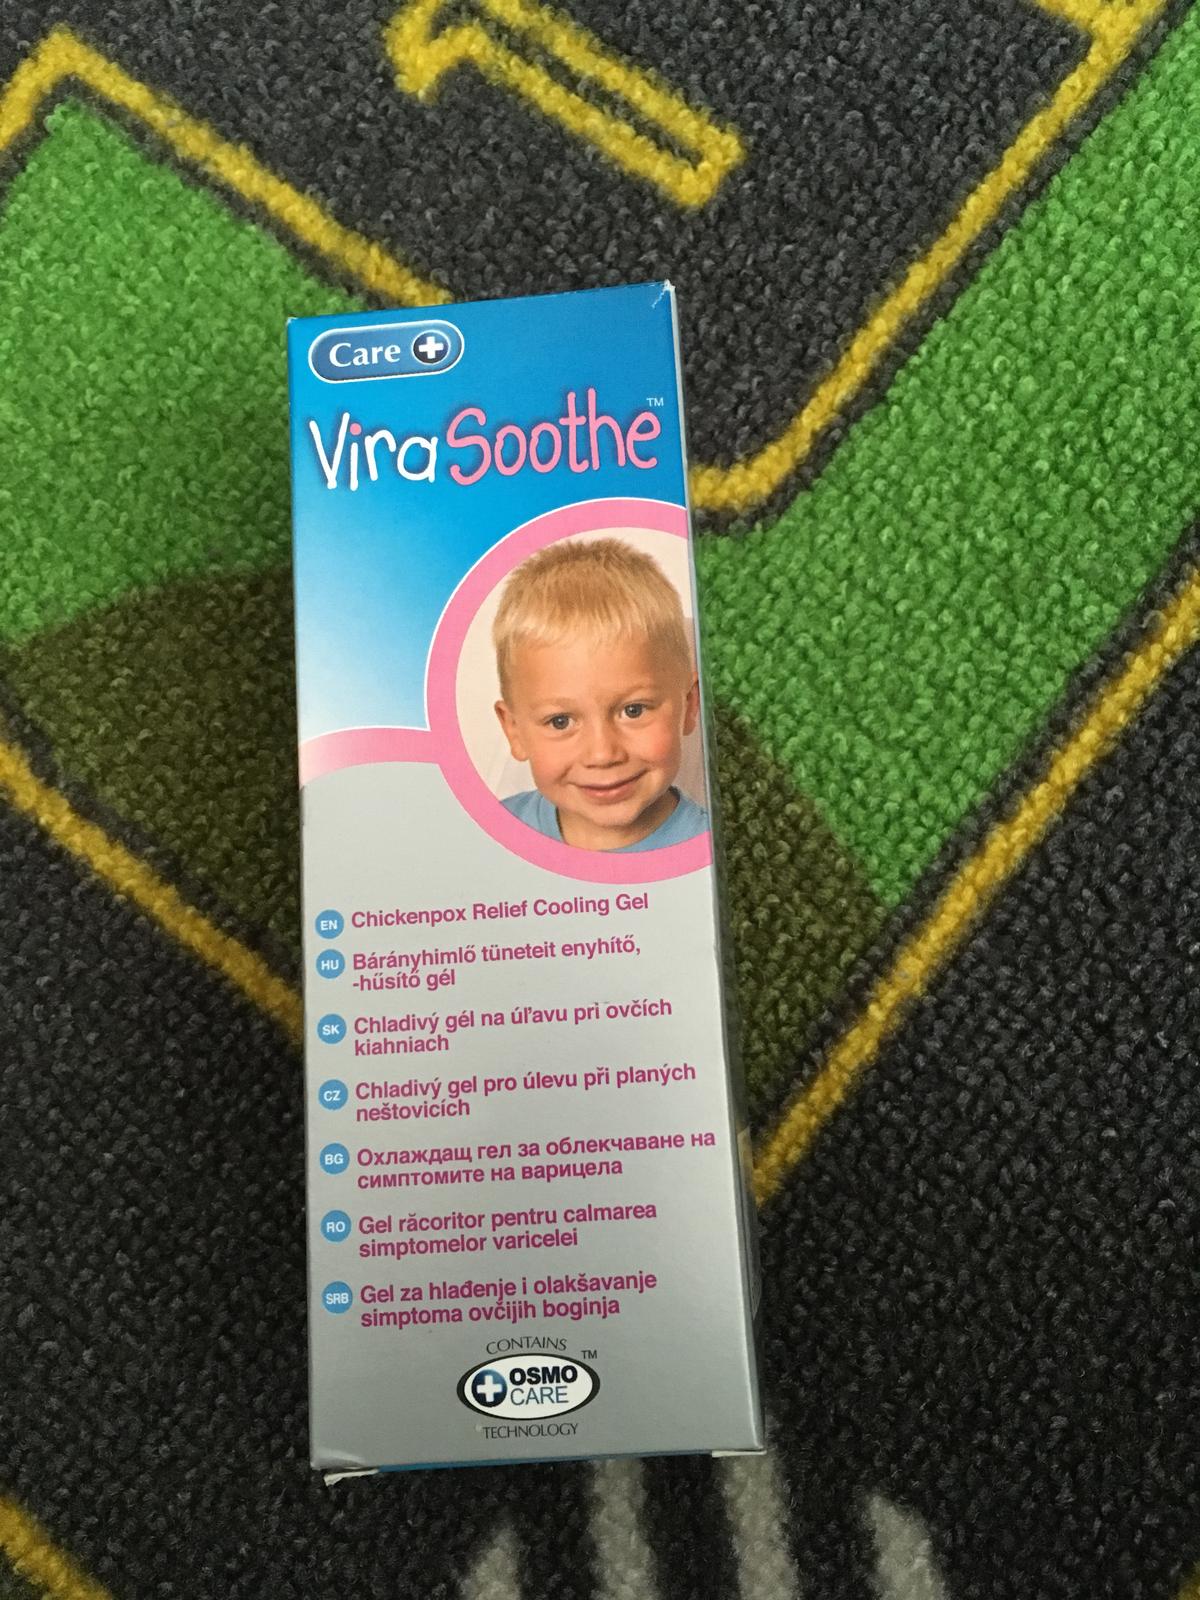 Care
ViraSoothe™
EN Chickenpox Relief Cooling Gel
HU Bárányhimlő tüneteit enyhítő,
-hűsítő gél
SK Chladivý gél na úľavu pri ovčích
kiahniach
CZ Chladivý gel pro úlevu při planých
neštovicích
BG Охлаждащ гел за облекчаване на
симптомите на варицела
RO Gel răcoritor pentru calmarea
simptomelor varicelei
SRB Gel za hlađenje i olakšavanje
simptoma ovčijih boginja
CONTAINS
OSMO ™
CARE
TECHNOLOGY